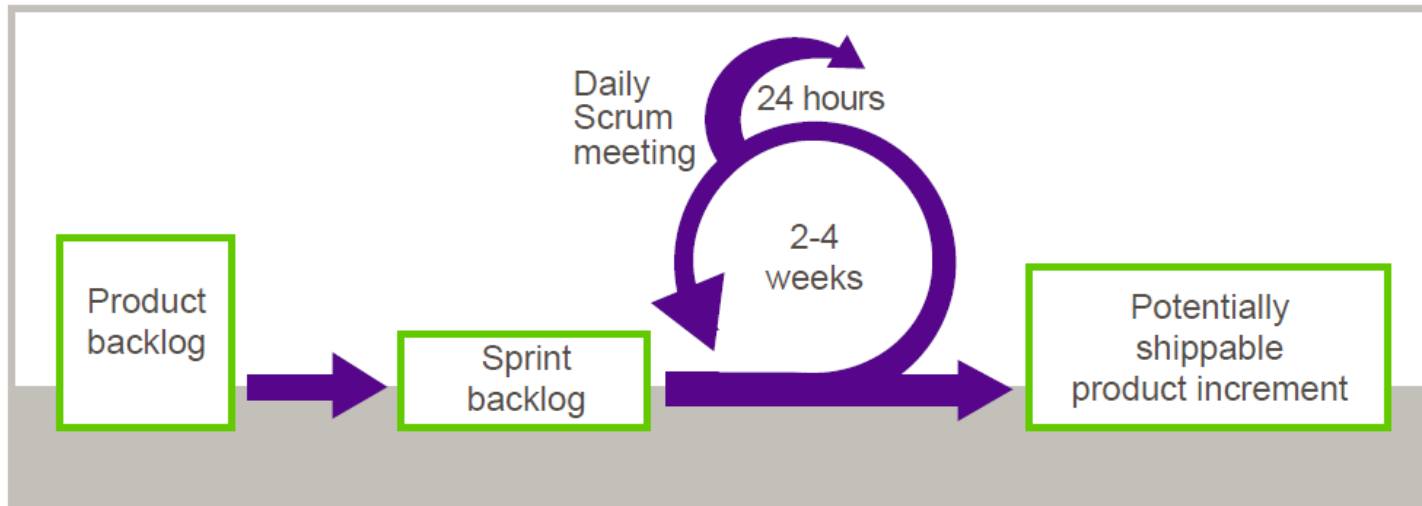 Product
backlog
Sprint
backlog
Daily
Scrum
meeting
24 hours
2-4
weeks
Potentially
shippable
product increment